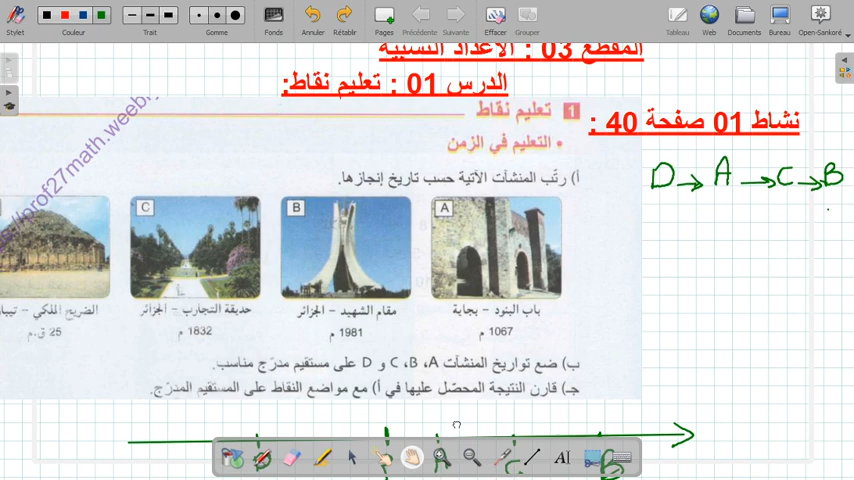 Stylet
Couleur
Trait
Gomme
Fonds
Annuler
Rétablir
Pages
Précédente
Suivante
Effacer
Grouper
Tableau
Web
Documents
Bureau
Open-Sankoré
المقطع 03 : الأعداد النسبية
الدرس 01 : تعليم نقاط:
نشاط 01 صفحة 40 :
1 تعليم نقاط
• التعليم في الزمن
أ) رتّب المنشآت الآتية حسب تاريخ إنجازها.
D → A → C → B
//prof27math.weebly
A
B
C
باب البنود - بجاية
1067 م
مقام الشهيد - الجزائر
1981 م
حديقة التجارب - الجزائر
1832 م
الضريح الملكي - تيبا
25 ق.م
ب) ضع تواريخ المنشآت B، A، C و D على مستقيم مدرّج مناسب.
جـ) قارن النتيجة المحصّل عليها في أ) مع مواضع النقاط على المستقيم المدرّج.
D
A
C
B